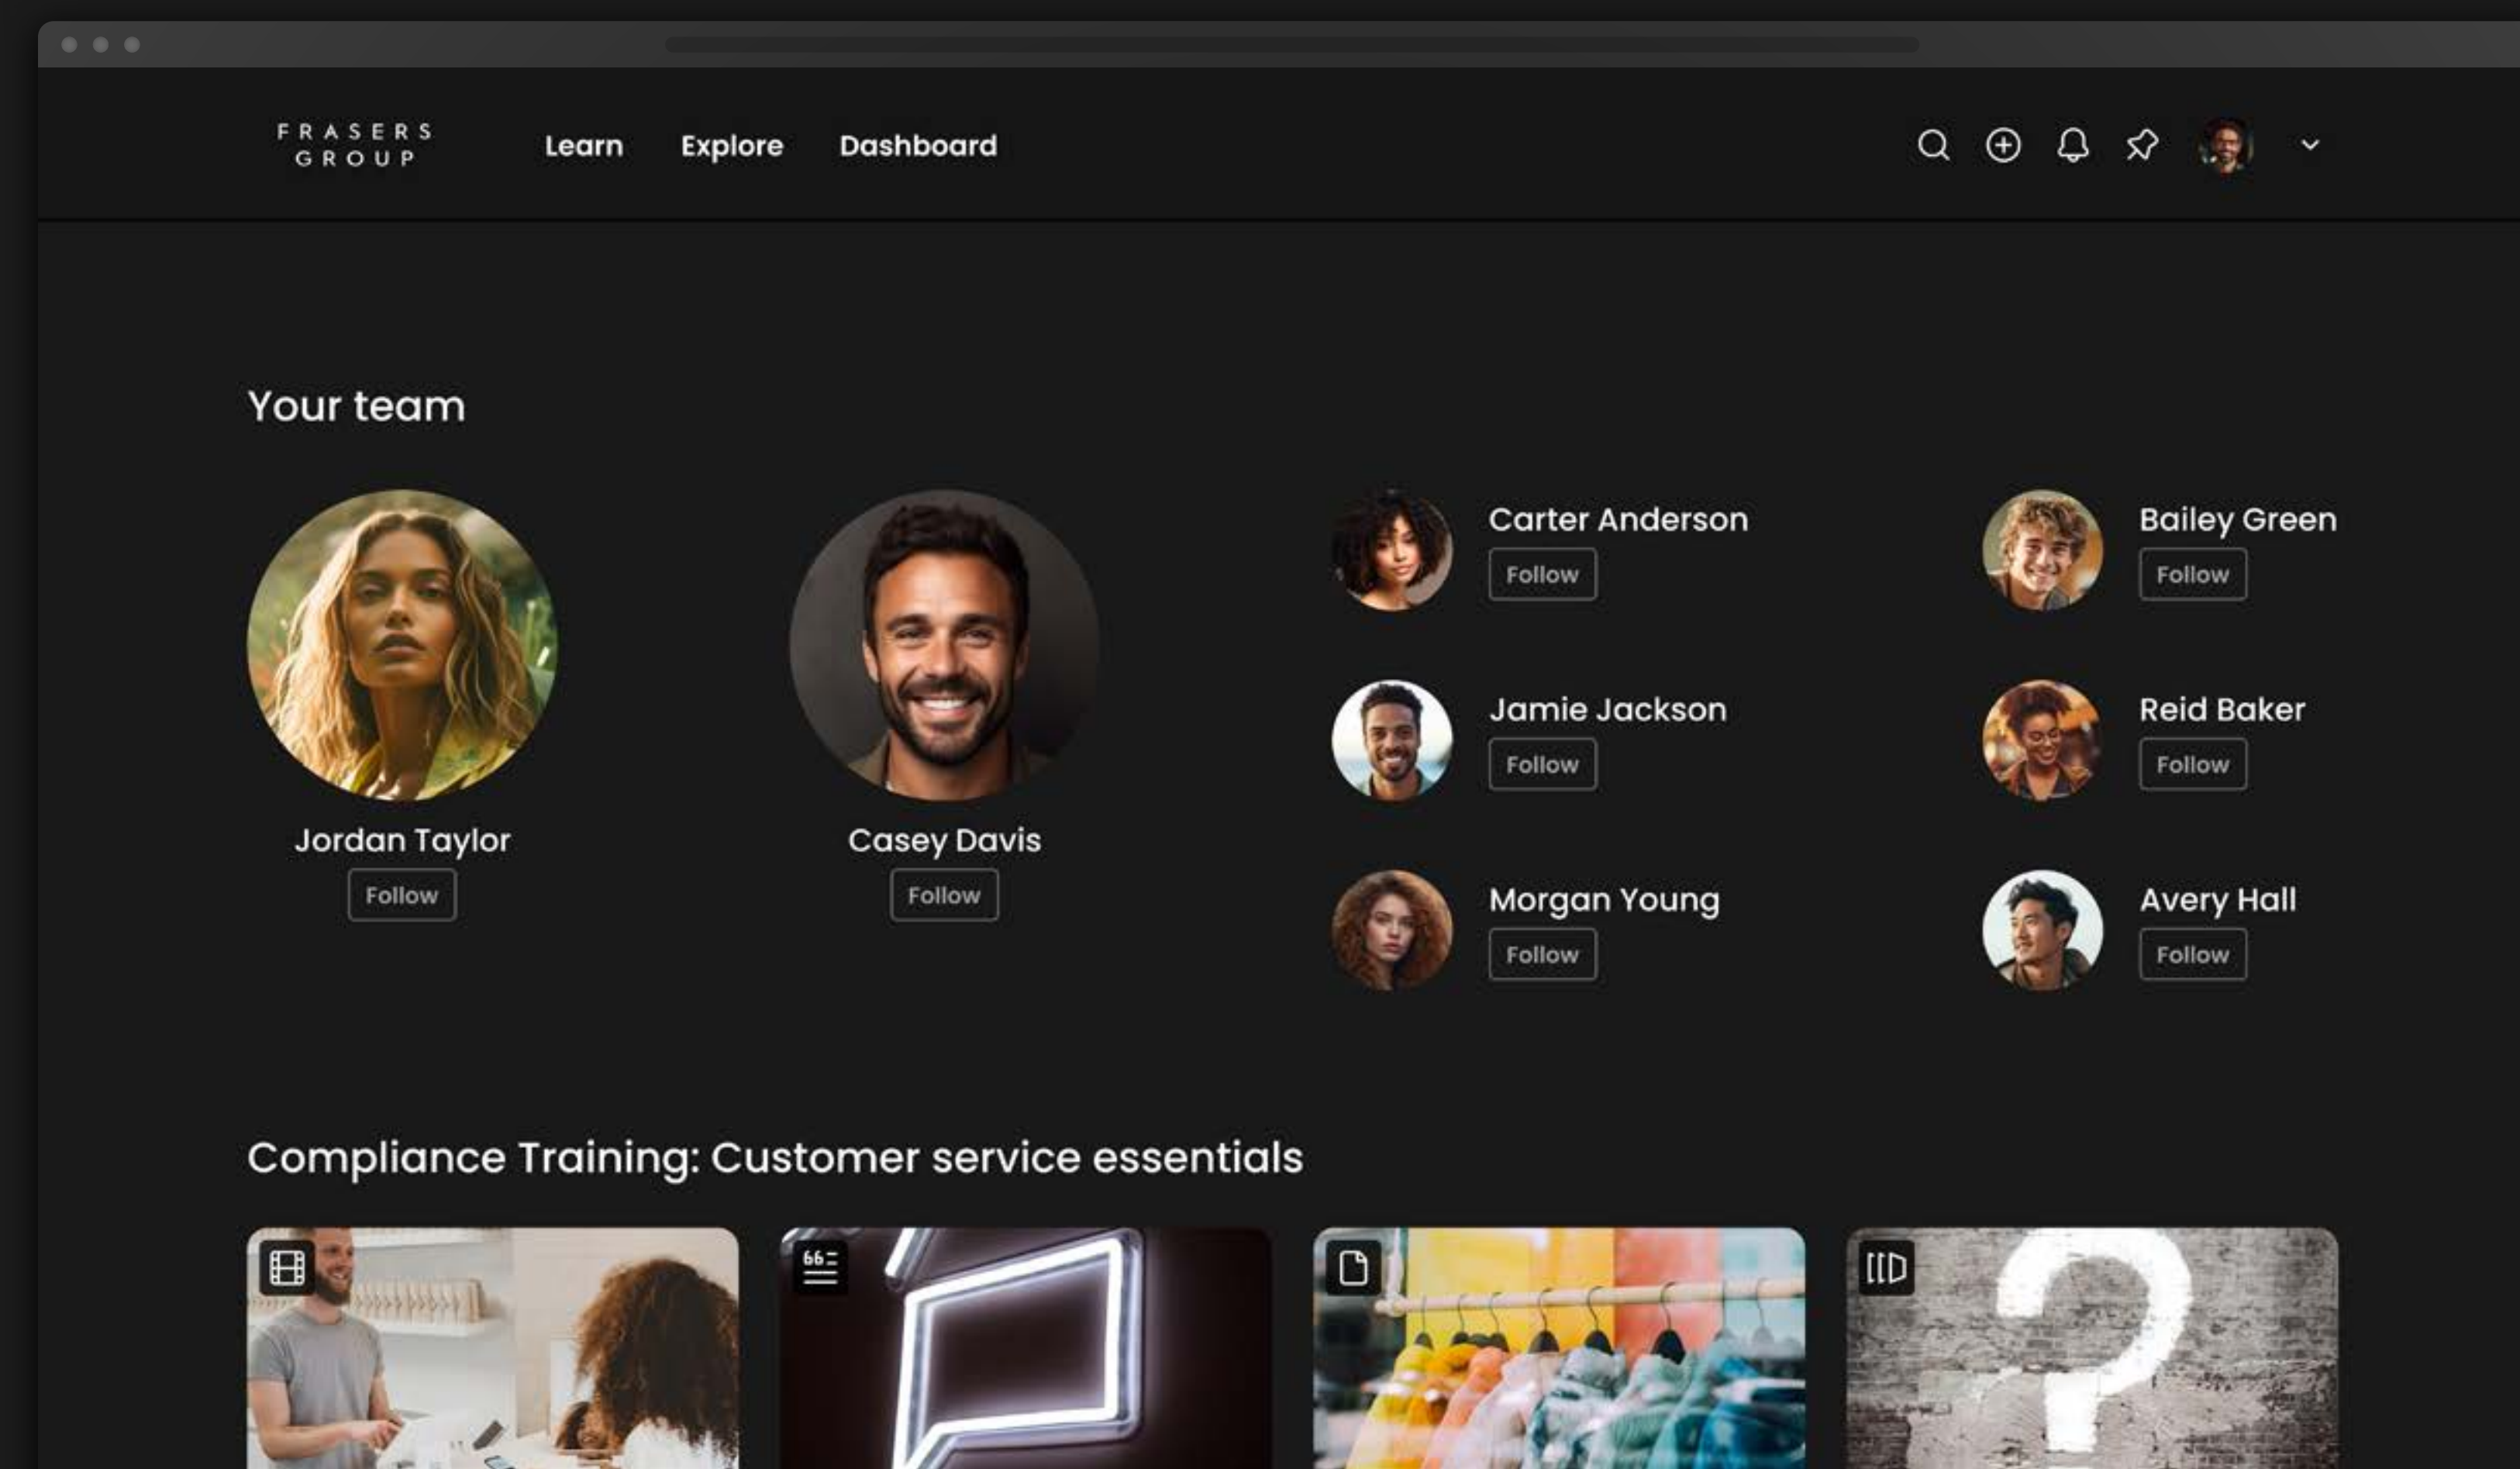 FRASERS
GROUP
Learn
Explore
Dashboard
Your team
Jordan Taylor
Follow
Casey Davis
Follow
Carter Anderson
Follow
Bailey Green
Follow
Jamie Jackson
Follow
Reid Baker
Follow
Morgan Young
Follow
Avery Hall
Follow
Compliance Training: Customer service essentials